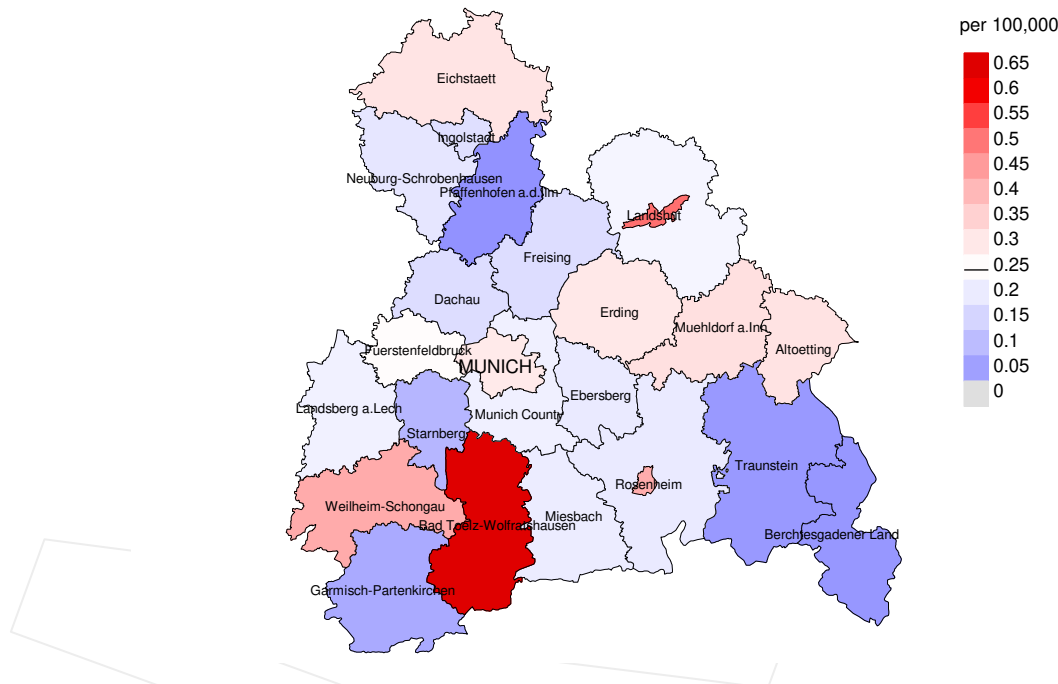 per 100,000
0.65
0.6
0.55
0.5
0.45
0.4
0.35
0.3
0.25
0.2
0.15
0.1
0.05
0
Eichstaett
Ingolstadt
Neuburg-Schrobenhausen
Pfaffenhofen a.d.Ilm
Landshut
Freising
Dachau
Erding
Muehldorf a.Inn
Altoetting
Fuerstenfeldbruck
MUNICH
Ebersberg
Landsberg a.Lech
Munich County
Starnberg
Traunstein
Rosenheim
Weilheim-Schongau
Miesbach
Bad Toelz-Wolfratshausen
Berchtesgadener Land
Garmisch-Partenkirchen